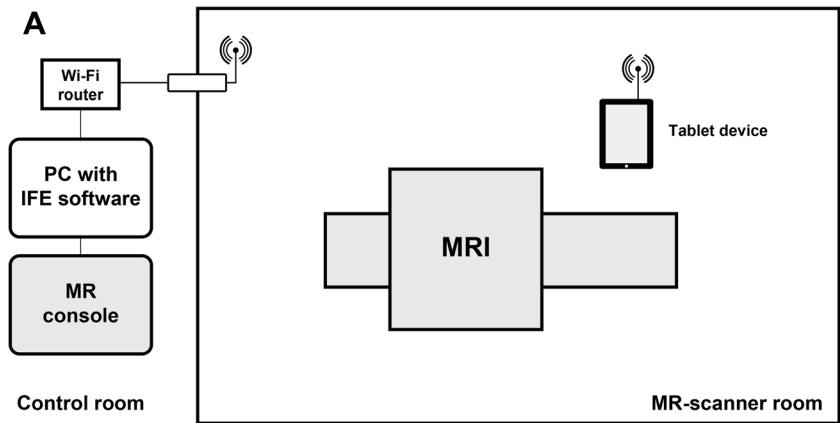 A
Wi-Fi
router
PC with
IFE software
MR
console
Control room
Tablet device
MRI
MR-scanner room